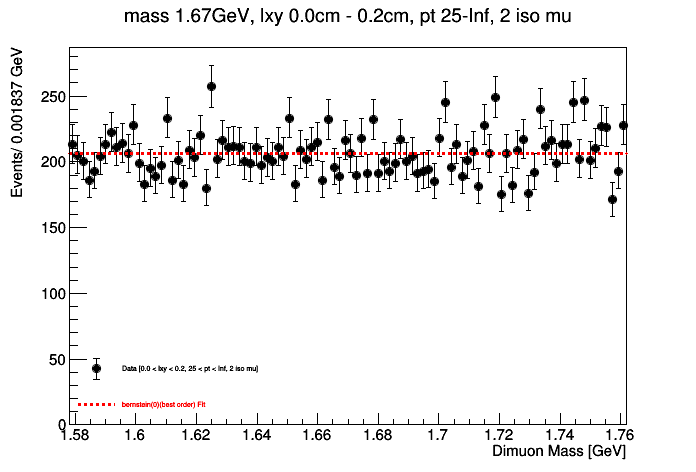 mass 1.67GeV, lxy 0.0cm - 0.2cm, pt 25-Inf, 2 iso mu
Events/ 0.001837 GeV
250
200
150
100
50
0
Data [0.0 < lxy < 0.2, 25 < pt < Inf, 2 iso mu]
bernstein(0)(best order) Fit
1.58 1.6 1.62 1.64 1.66 1.68 1.7 1.72 1.74 1.76
Dimuon Mass [GeV]